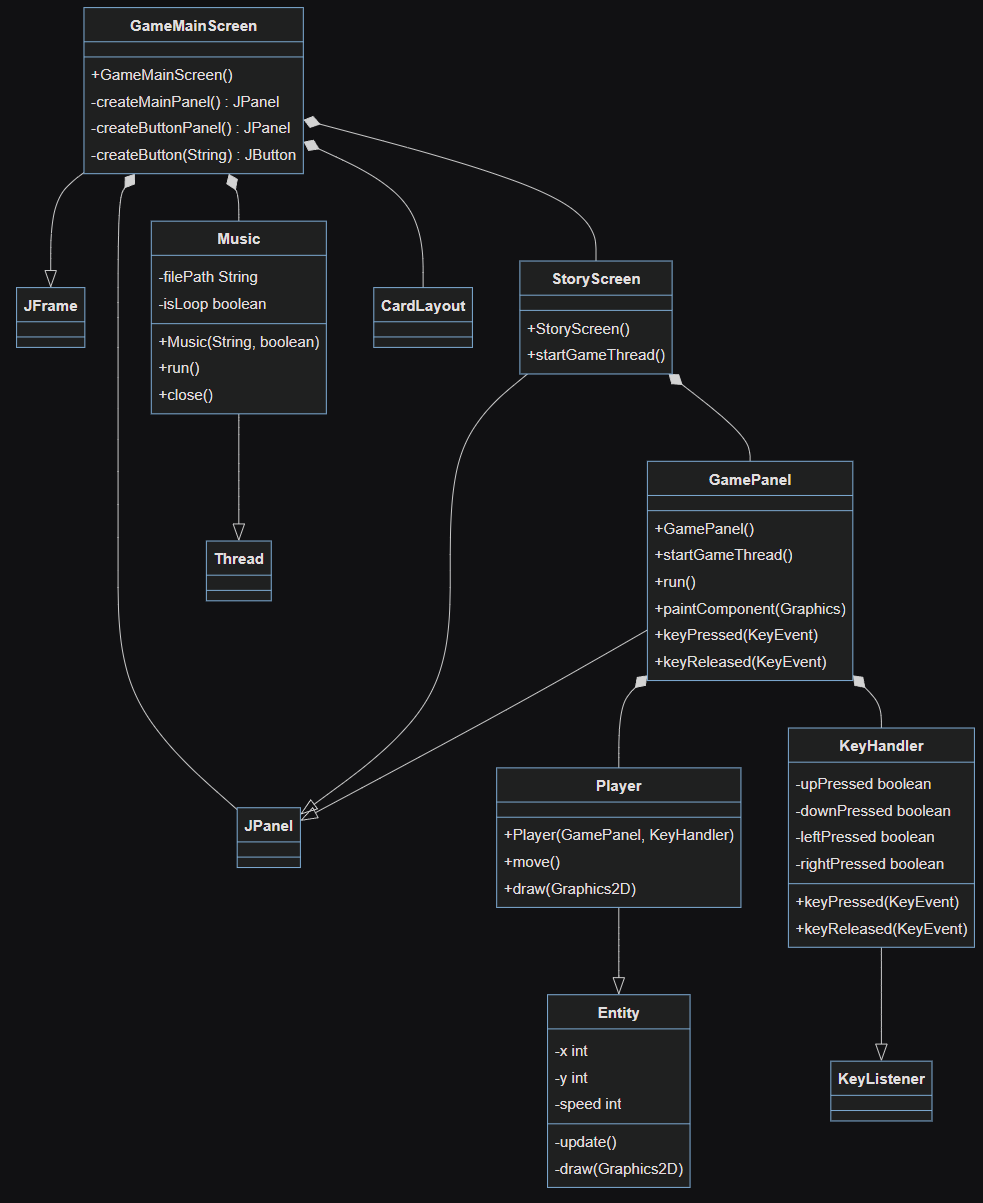 GameMainScreen
+GameMainScreen()
-createMainPanel() : JPanel
-createButtonPanel() : JPanel
-createButton(String) : JButton
Music
-filePath String
-isLoop boolean
+Music(String, boolean)
+run()
+close()
JFrame
CardLayout
StoryScreen
+StoryScreen()
+startGameThread()
GamePanel
+GamePanel()
+startGameThread()
+run()
+paintComponent(Graphics)
+keyPressed(KeyEvent)
+keyReleased(KeyEvent)
Thread
JPanel
Player
+Player(GamePanel, KeyHandler)
+move()
+draw(Graphics2D)
KeyHandler
-upPressed boolean
-downPressed boolean
-leftPressed boolean
-rightPressed boolean
+keyPressed(KeyEvent)
+keyReleased(KeyEvent)
Entity
-x int
-y int
-speed int
-update()
-draw(Graphics2D)
KeyListener